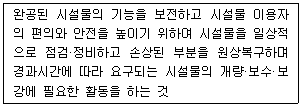 완공된 시설물의 기능을 보전하고 시설물 이용자
의 편의와 안전을 높이기 위하여 시설물을 일상적
으로 점검·정비하고 손상된 부분을 원상복구하며
경과시간에 따라 요구되는 시설물의 개량·보수·보
강에 필요한 활동을 하는 것